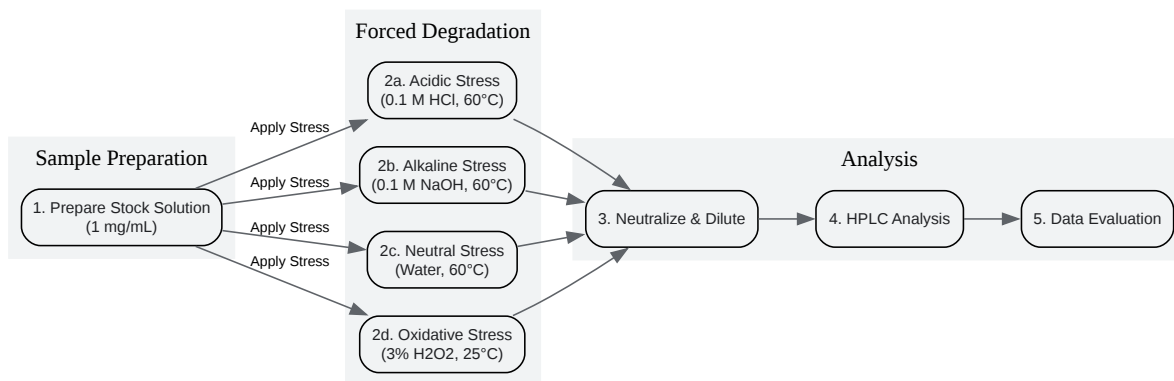 Forced Degradation
2a. Acidic Stress
(0.1 M HCl, 60°C)
Apply Stress
Sample Preparation
Analysis
2b. Alkaline Stress
(0.1 M NaOH, 60°C)
Apply Stress
1. Prepare Stock Solution
(1 mg/mL)
3. Neutralize & Dilute
4. HPLC Analysis
5. Data Evaluation
Apply Stress
2c. Neutral Stress
(Water, 60°C)
Apply Stress
2d. Oxidative Stress
(3% H2O2, 25°C)